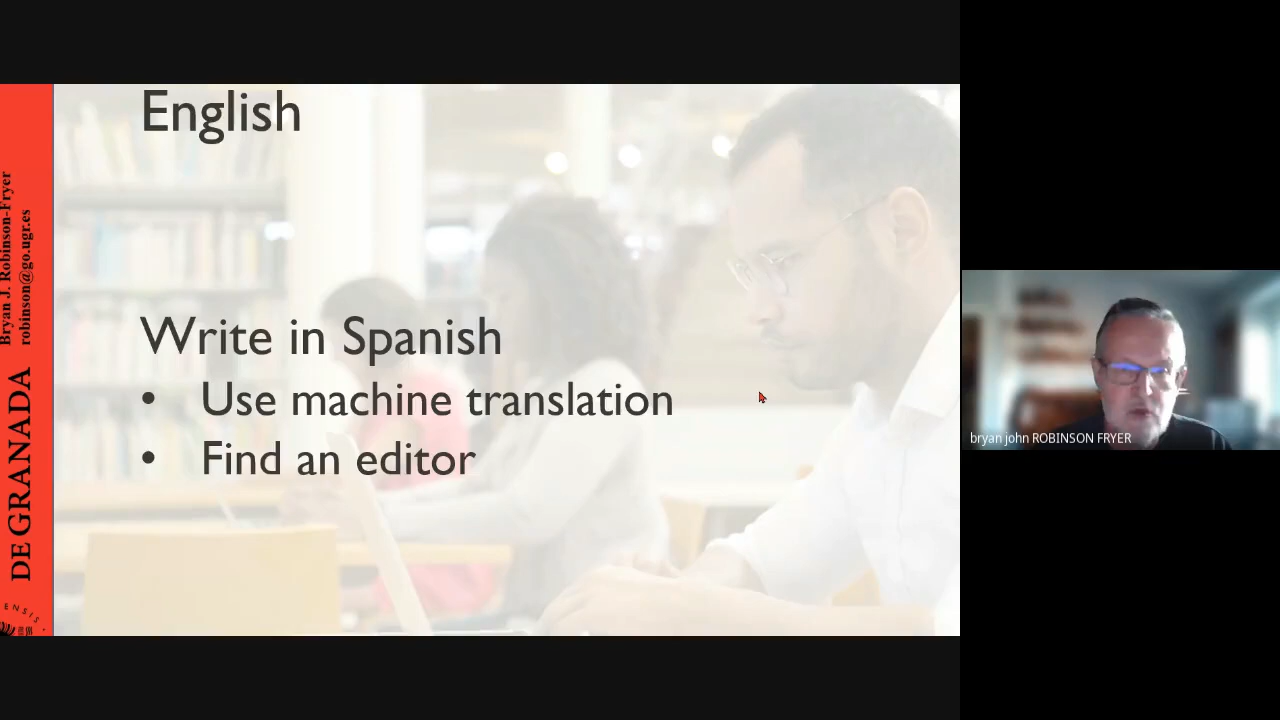 English
Write in Spanish
• Use machine translation
• Find an editor
Bryan J. Robinson-Fryer
robinson@go.ugr.es
DE GRANADA
ENSIS
bryan john ROBINSON FRYER